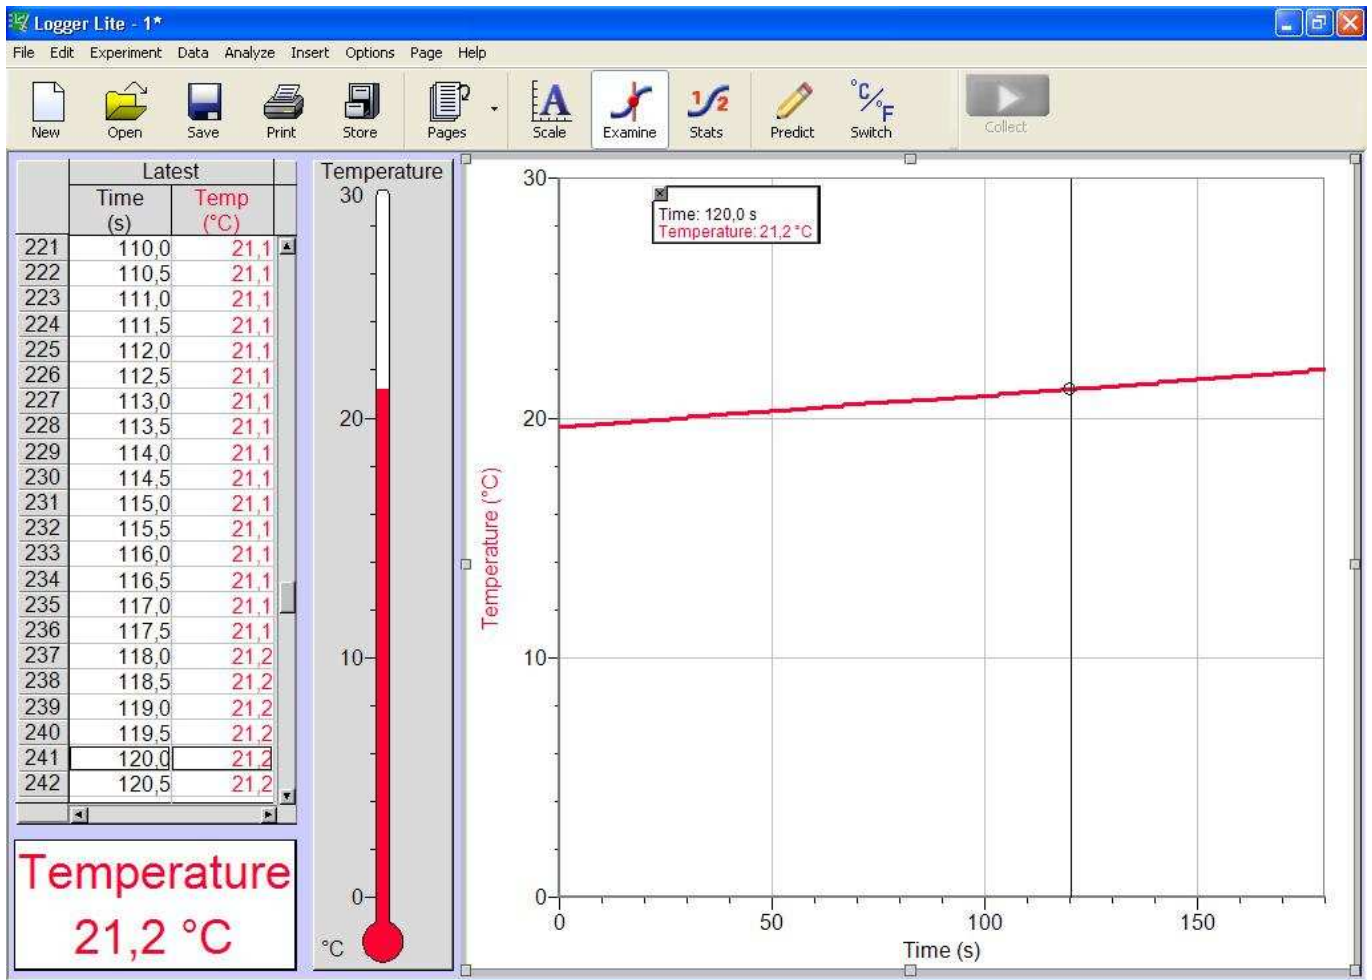 Logger Lite - 1*
File Edit Experiment Data Analyze Insert Options Page Help
New Open Save Print Store Pages Scale Examine Stats Predict Switch Collect
Latest
Time Temp
(s) (°C)
221 110,0 21,1
222 110,5 21,1
223 111,0 21,1
224 111,5 21,1
225 112,0 21,1
226 112,5 21,1
227 113,0 21,1
228 113,5 21,1
229 114,0 21,1
230 114,5 21,1
231 115,0 21,1
232 115,5 21,1
233 116,0 21,1
234 116,5 21,1
235 117,0 21,1
236 117,5 21,1
237 118,0 21,2
238 118,5 21,2
239 119,0 21,2
240 119,5 21,2
241 120,0 21,2
242 120,5 21,2
Temperature
21,2 °C
Temperature
30
20
10
0
°C
Time: 120,0 s
Temperature: 21,2 °C
Temperature (°C)
30
20
10
0
0 50 100 150
Time (s)